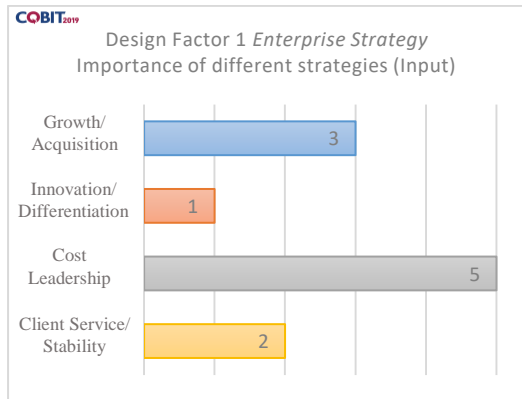 COBIT2019
Design Factor 1 Enterprise Strategy
Importance of different strategies (Input)
Growth/
Acquisition
3
Innovation/
Differentiation
1
Cost
Leadership
5
Client Service/
Stability
2